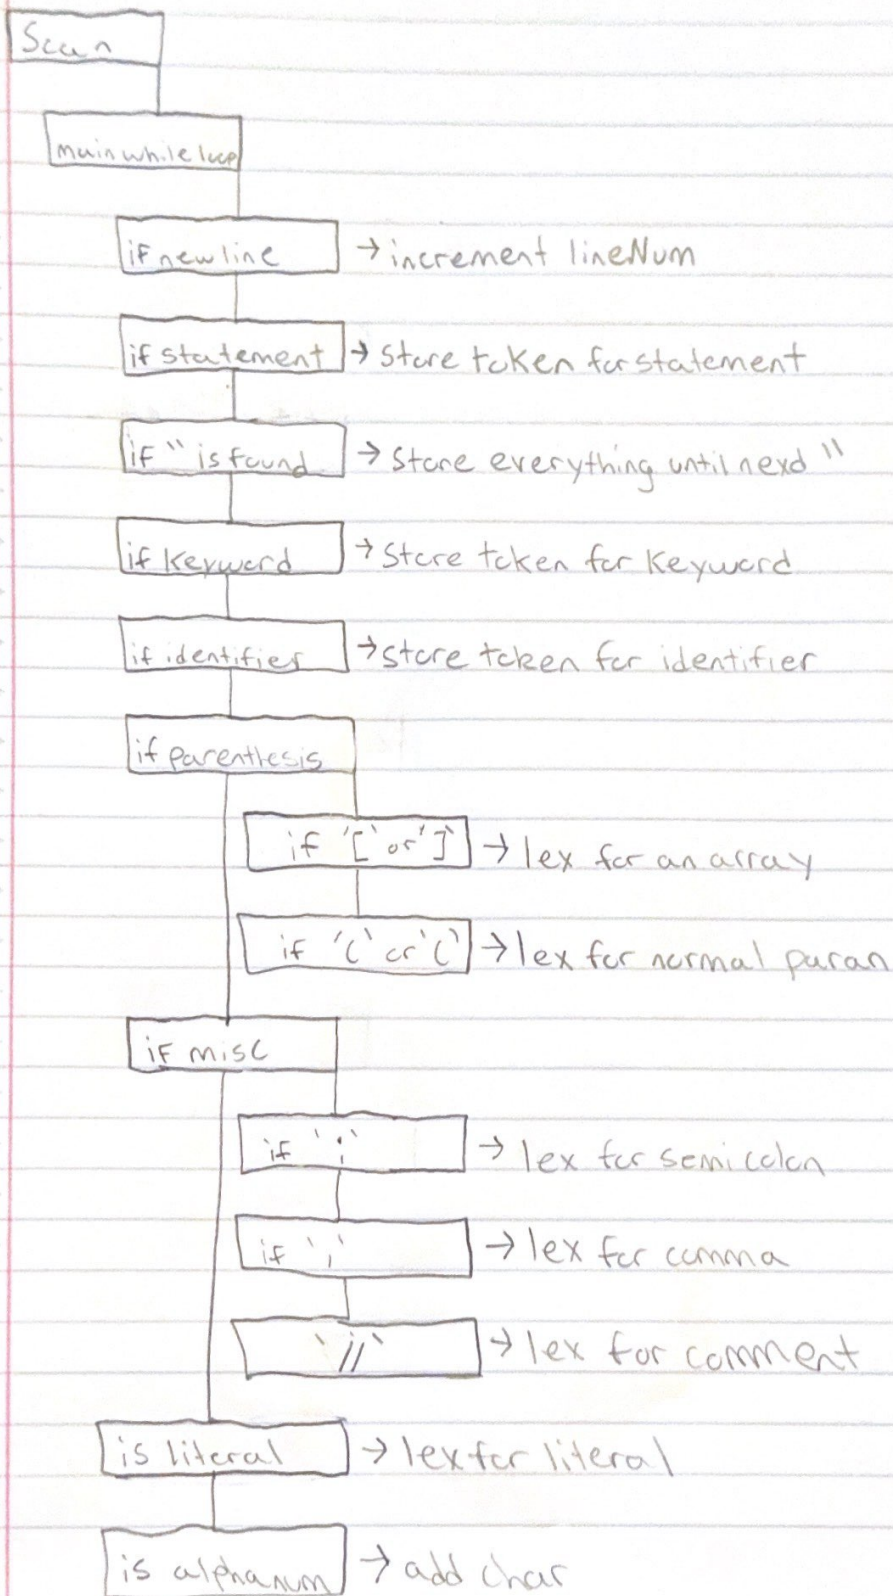 Scan
main while loop
if newline → increment lineNum
if statement → Store token for statement
if " is found → Store everything until nexd "
if Keyword → Store token for Keyword
if identifier → store token for identifier
if parenthesis
if '[' or ']' → lex for an array
if '(' or '(' → lex for normal paran
if misc
if ';' → lex for semicolon
if ',' → lex for comma
'//' → lex for comment
is literal → lex for literal
is alphanum → add char